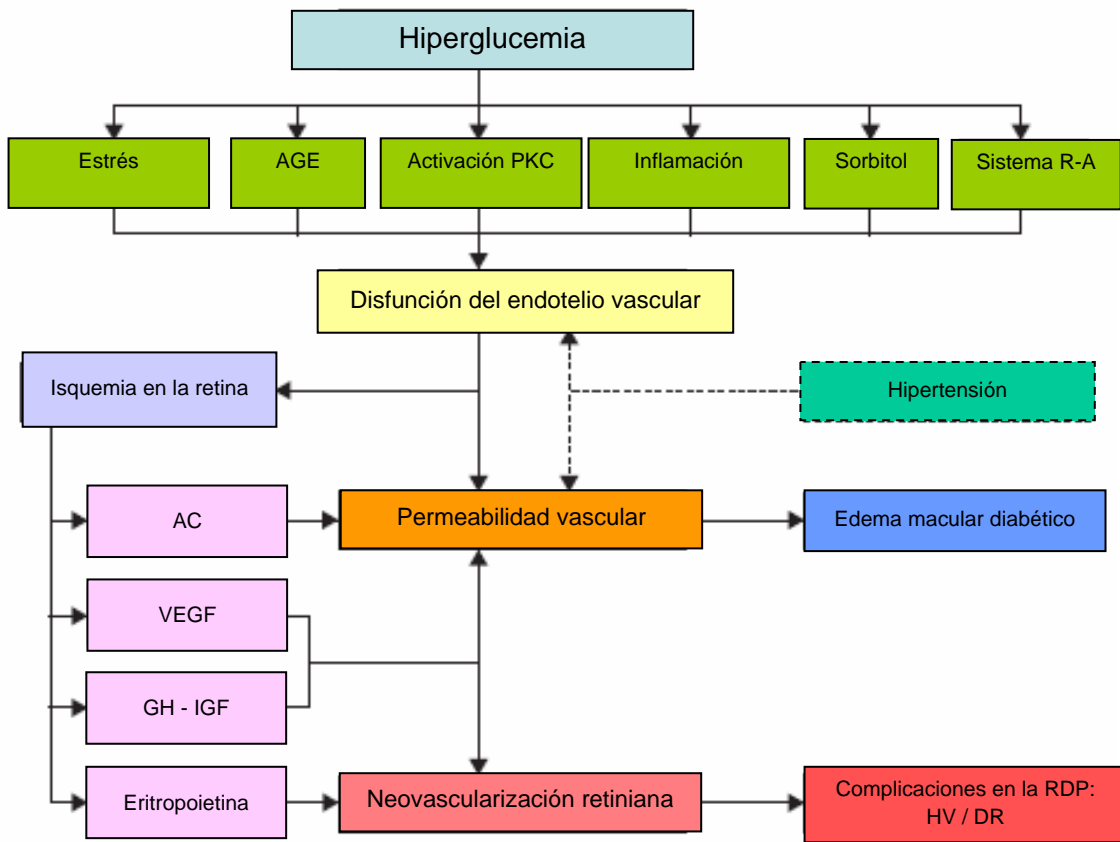 Hiperglucemia
Estrés
AGE
Activación PKC
Inflamación
Sorbitol
Sistema R-A
Disfunción del endotelio vascular
Isquemia en la retina
Hipertensión
AC
Permeabilidad vascular
Edema macular diabético
VEGF
GH - IGF
Eritropoietina
Neovascularización retiniana
Complicaciones en la RDP:
HV / DR